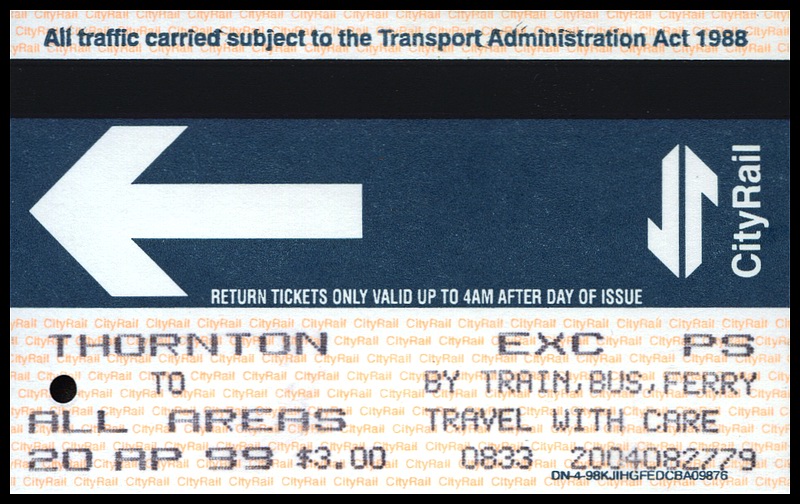 All traffic carried subject to the Transport Administration Act 1988
CityRail
RETURN TICKETS ONLY VALID UP TO 4AM AFTER DAY OF ISSUE
THORNTON EXC PS
TO BY TRAIN,BUS,FERRY
ALL AREAS TRAVEL WITH CARE
20 AP 99 $3.00 0833 2004082779
DN-4-98KJIHGFEDCBA09876